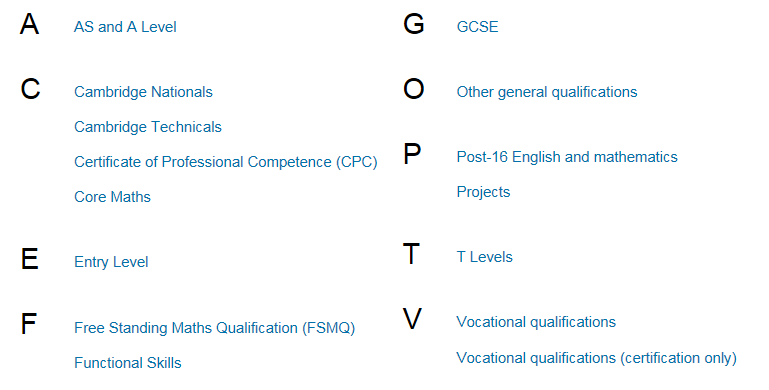 A
AS and A Level
C
Cambridge Nationals
Cambridge Technicals
Certificate of Professional Competence (CPC)
Core Maths
E
Entry Level
F
Free Standing Maths Qualification (FSMQ)
Functional Skills
G
GCSE
O
Other general qualifications
P
Post-16 English and mathematics
Projects
T
T Levels
V
Vocational qualifications
Vocational qualifications (certification only)